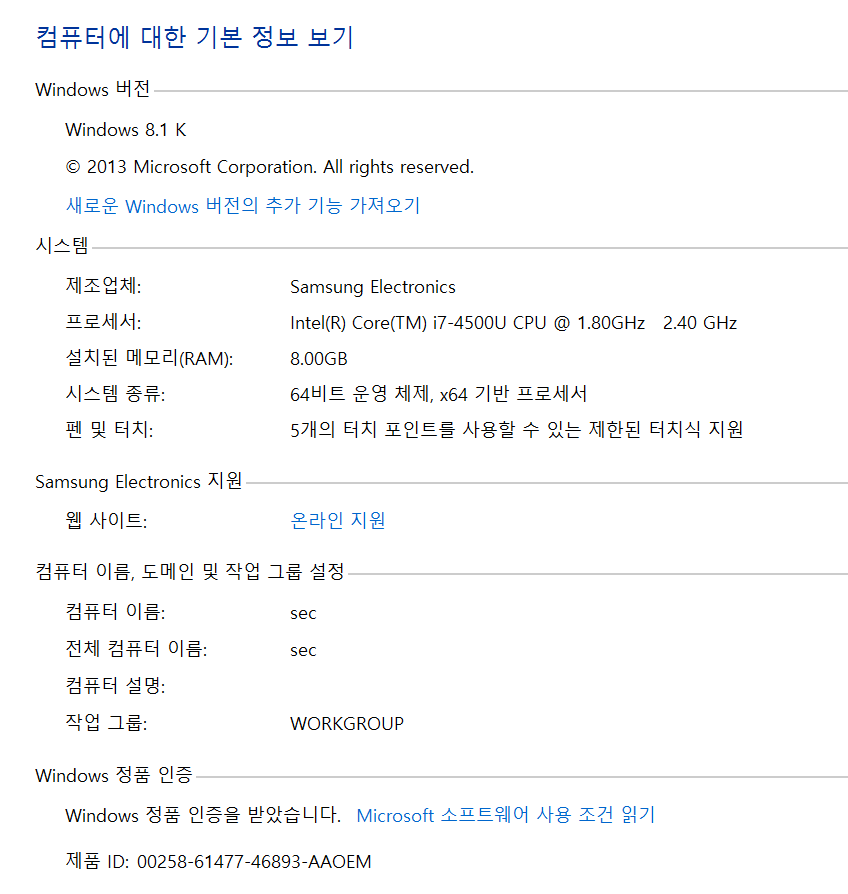 컴퓨터에 대한 기본 정보 보기
Windows 버전
Windows 8.1 K
© 2013 Microsoft Corporation. All rights reserved.
새로운 Windows 버전의 추가 기능 가져오기
시스템
제조업체: Samsung Electronics
프로세서: Intel(R) Core(TM) i7-4500U CPU @ 1.80GHz 2.40 GHz
설치된 메모리(RAM): 8.00GB
시스템 종류: 64비트 운영 체제, x64 기반 프로세서
펜 및 터치: 5개의 터치 포인트를 사용할 수 있는 제한된 터치식 지원
Samsung Electronics 지원
웹 사이트: 온라인 지원
컴퓨터 이름, 도메인 및 작업 그룹 설정
컴퓨터 이름: sec
전체 컴퓨터 이름: sec
컴퓨터 설명:
작업 그룹: WORKGROUP
Windows 정품 인증
Windows 정품 인증을 받았습니다. Microsoft 소프트웨어 사용 조건 읽기
제품 ID: 00258-61477-46893-AAOEM